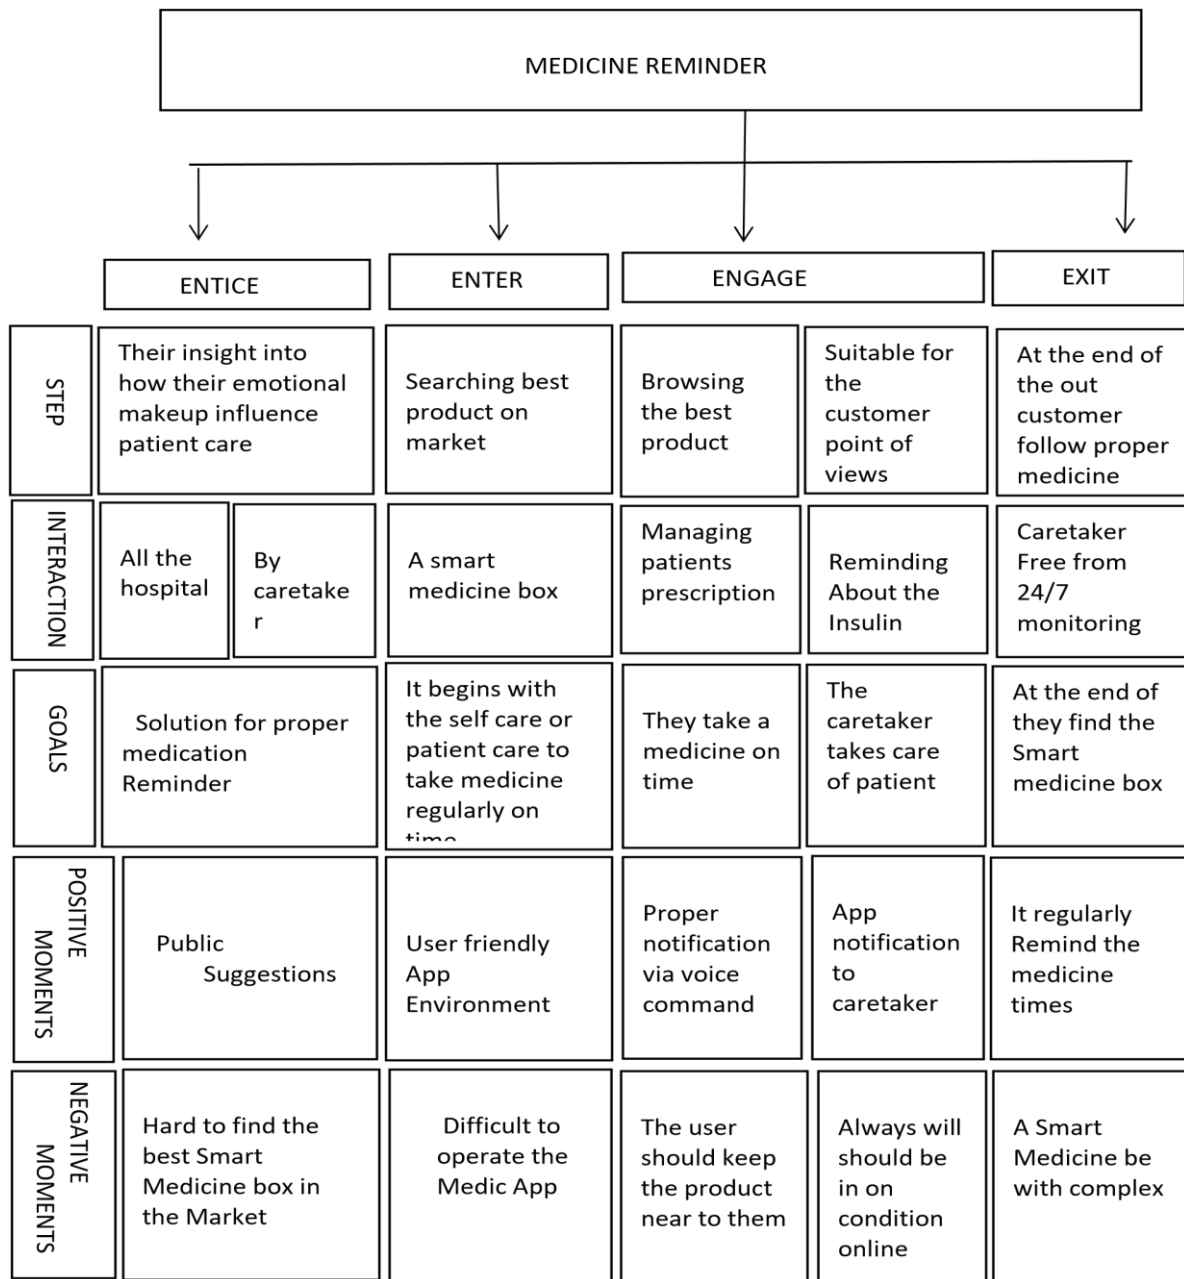 MEDICINE REMINDER
ENTICE
ENTER
ENGAGE
EXIT
STEP
Their insight into
how their emotional
makeup influence
patient care
Searching best
product on
market
Browsing
the best
product
Suitable for
the
customer
point of
views
At the end of
the out
customer
follow proper
medicine
INTERACTION
All the
hospital
By
caretake
r
A smart
medicine box
Managing
patients
prescription
Reminding
About the
Insulin
Caretaker
Free from
24/7
monitoring
GOALS
Solution for proper
medication
Reminder
It begins with
the self care or
patient care to
take medicine
regularly on
time
They take a
medicine on
time
The
caretaker
takes care
of patient
At the end of
they find the
Smart
medicine box
POSITIVE
MOMENTS
Public
Suggestions
User friendly
App
Environment
Proper
notification
via voice
command
App
notification
to
caretaker
It regularly
Remind the
medicine
times
NEGATIVE
MOMENTS
Hard to find the
best Smart
Medicine box in
the Market
Difficult to
operate the
Medic App
The user
should keep
the product
near to them
Always will
should be
in on
condition
online
A Smart
Medicine be
with complex